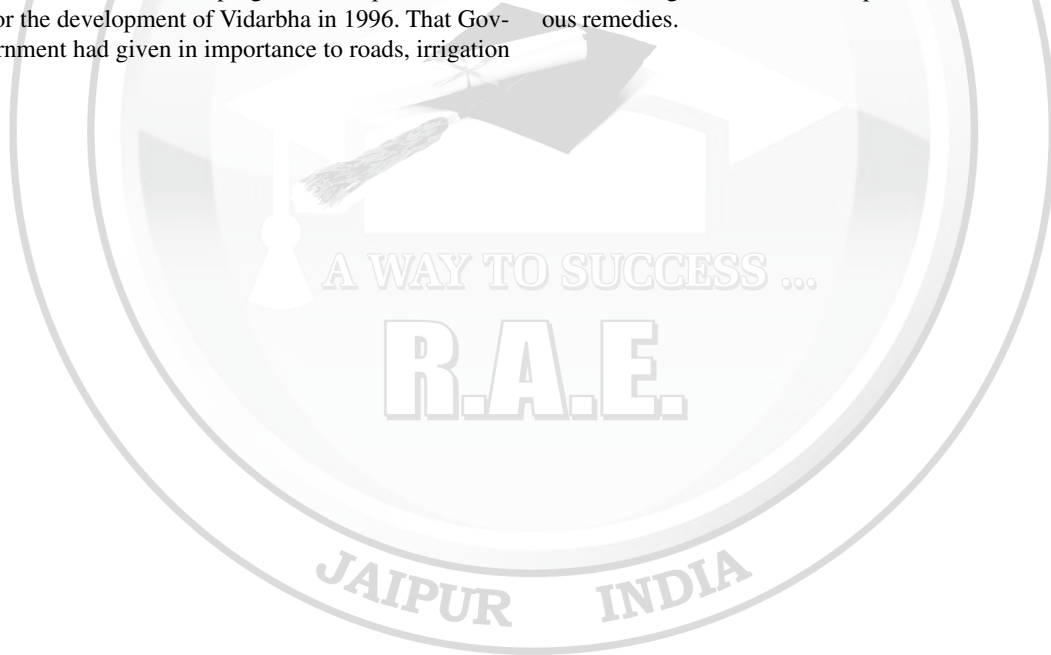 or the development of Vidarbha in 1996. That Gov-
rnment had given in importance to roads, irrigation
ous remedies.
A WAY TO SUCCESS ...
R.A.E.
JAIPUR INDIA